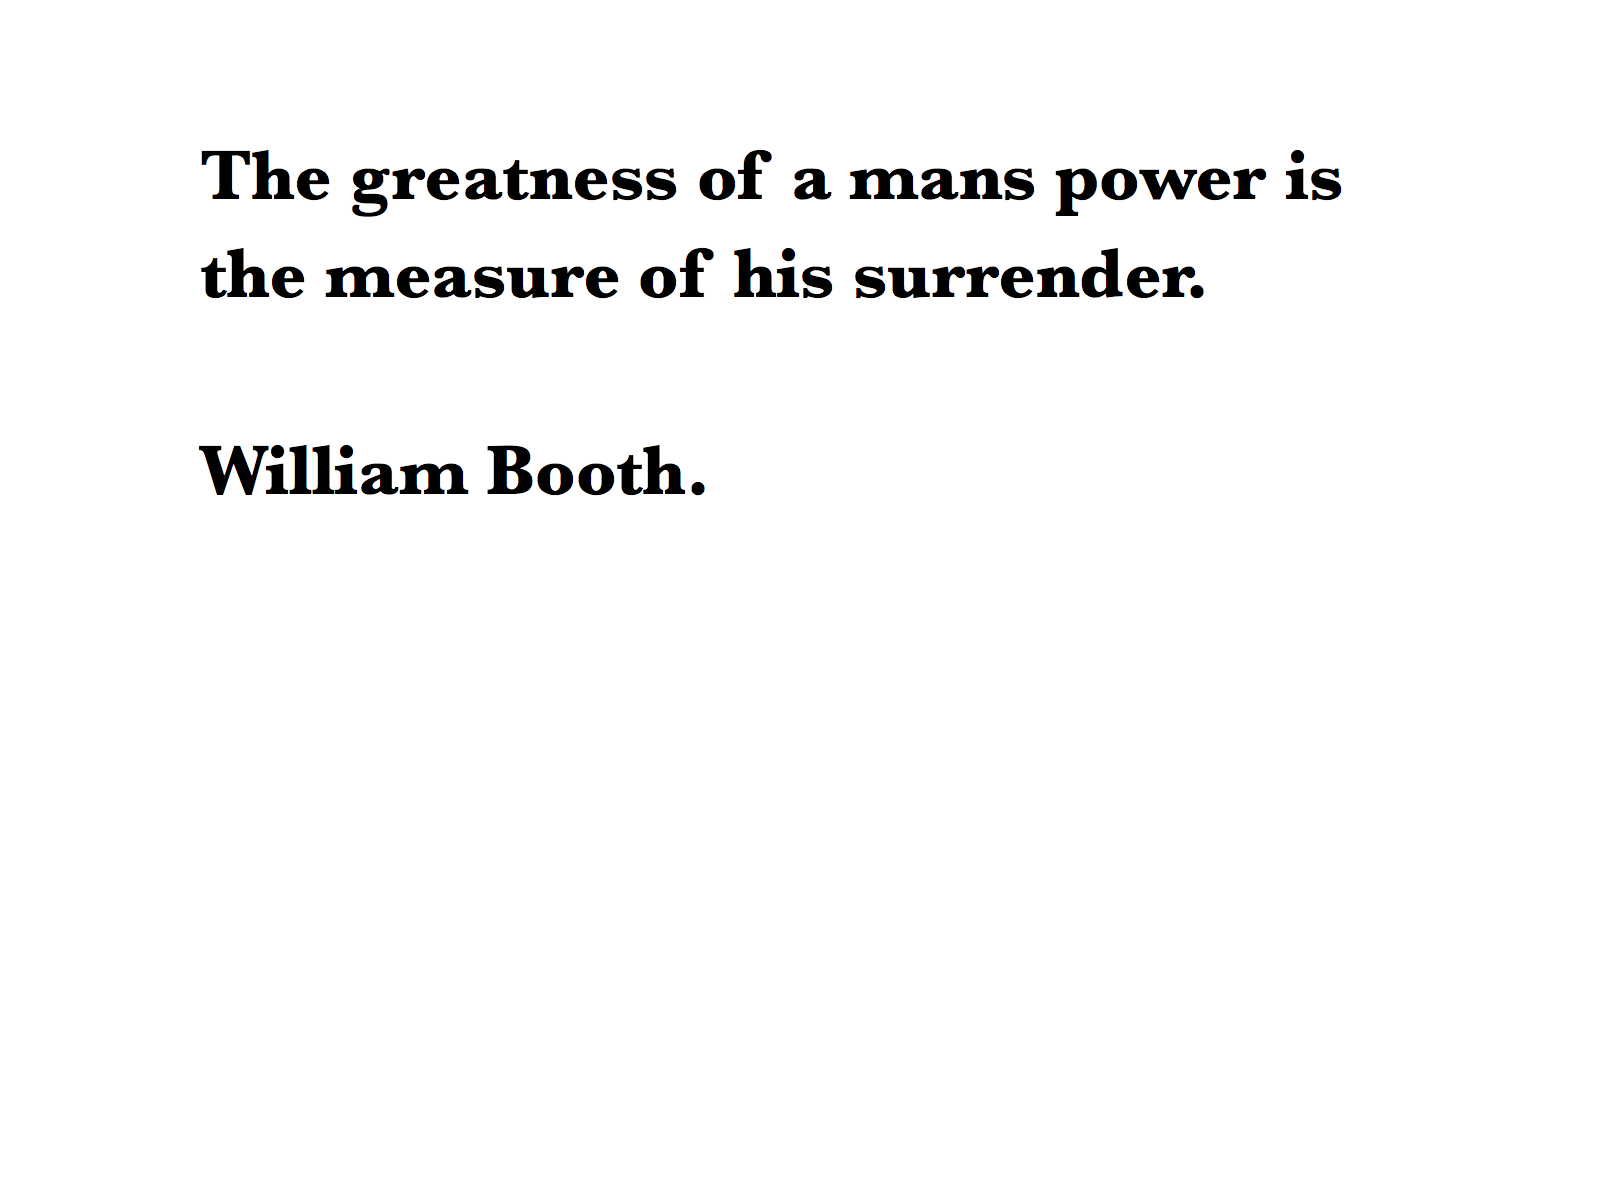 The greatness of a mans power is
the measure of his surrender.
William Booth.